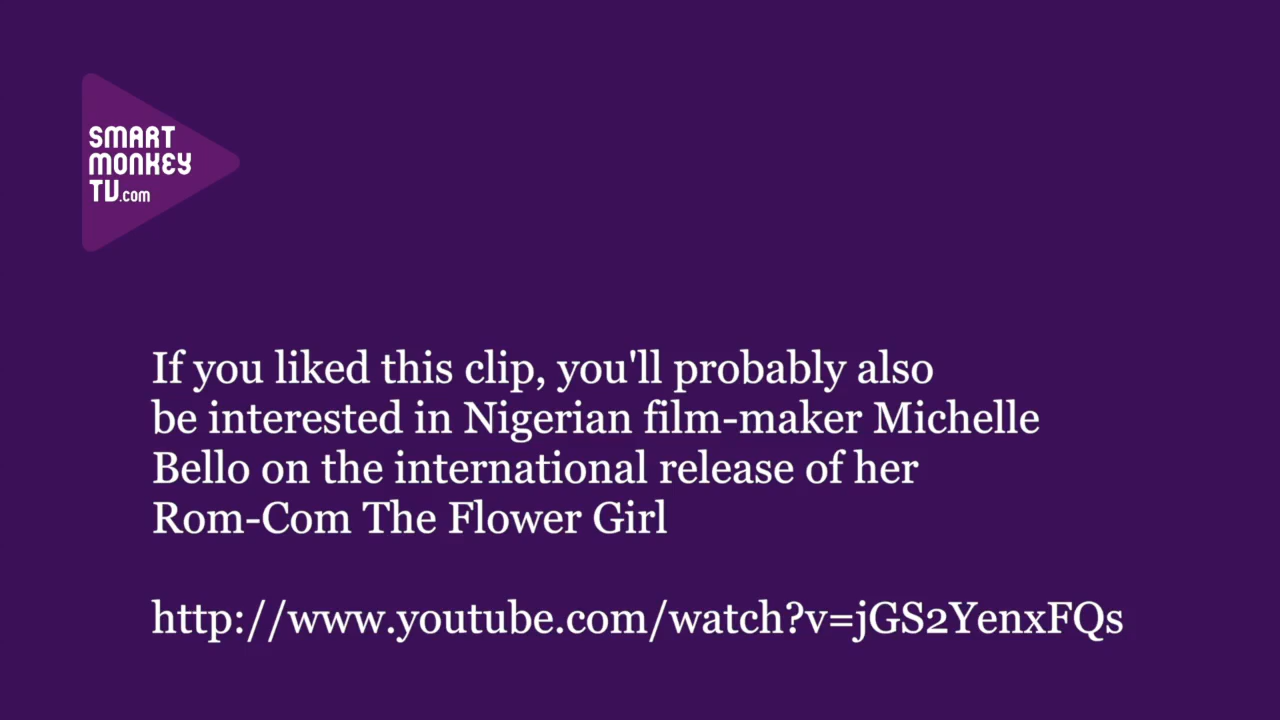 SMART
MONKEY
TV.com
If you liked this clip, you'll probably also
be interested in Nigerian film-maker Michelle
Bello on the international release of her
Rom-Com The Flower Girl
http://www.youtube.com/watch?v=jGS2YenxFQs